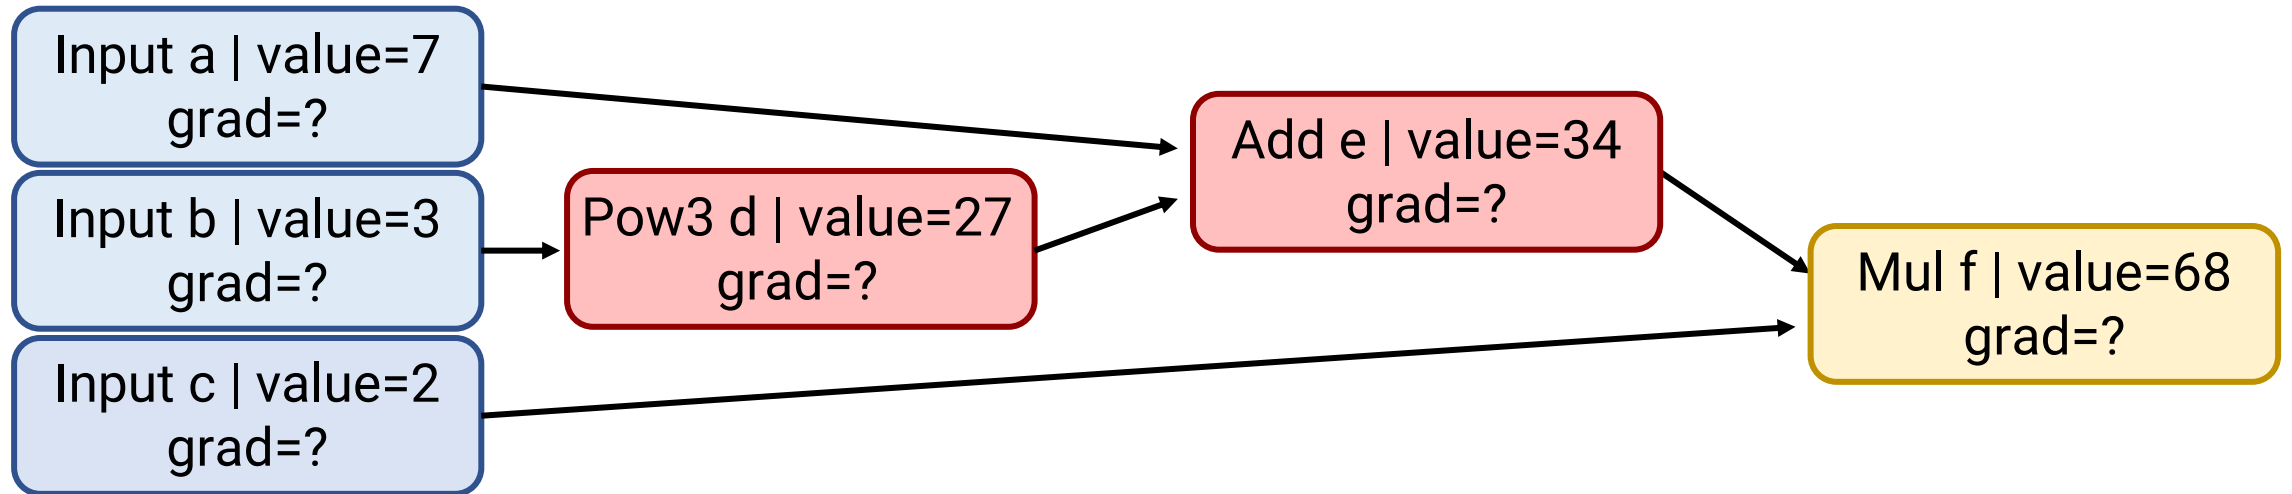 Input a | value=7
grad=?
Input b | value=3
grad=?
Input c | value=2
grad=?
Pow3 d | value=27
grad=?
Add e | value=34
grad=?
Mul f | value=68
grad=?